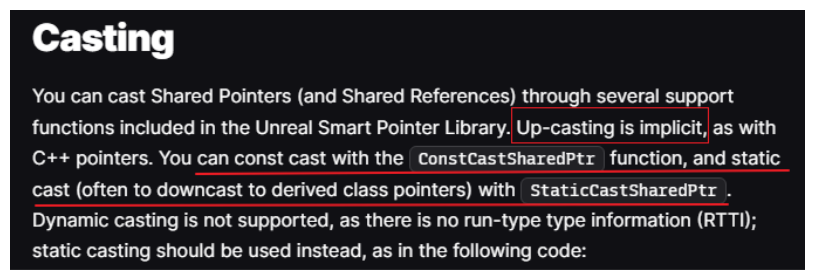 Casting
You can cast Shared Pointers (and Shared References) through several support
functions included in the Unreal Smart Pointer Library. Up-casting is implicit, as with
C++ pointers. You can const cast with the ConstCastSharedPtr function, and static
cast (often to downcast to derived class pointers) with StaticCastSharedPtr.
Dynamic casting is not supported, as there is no run-type type information (RTTI);
static casting should be used instead, as in the following code: